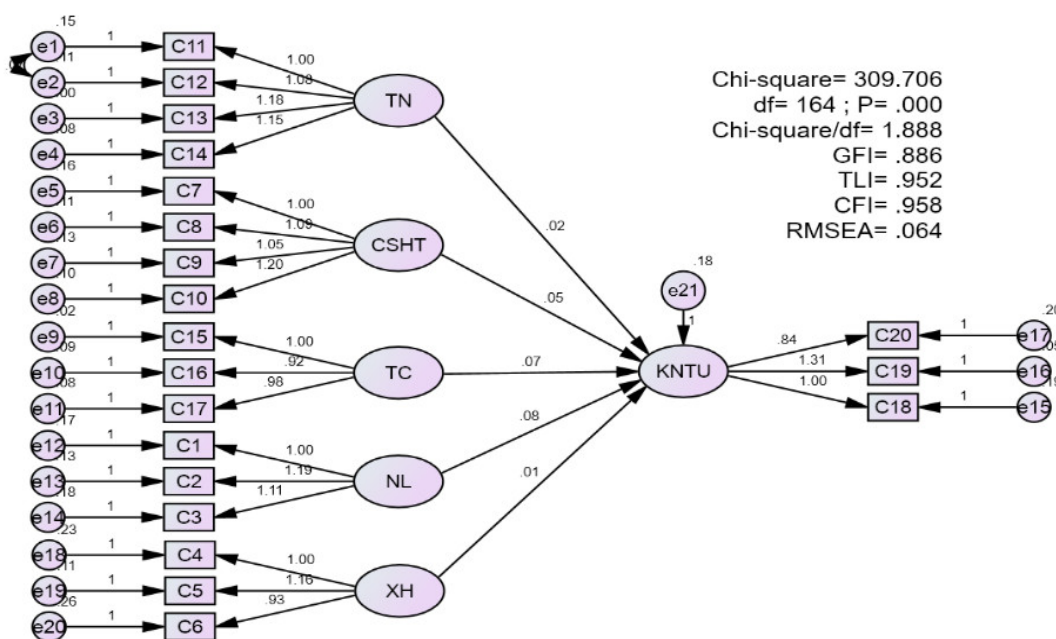 .15
e1 1 C11
.11
e2 1 C12
.00
e3 1 C13
.08
e4 1 C14
.16
e5 1 C7
.11
e6 1 C8
.13
e7 1 C9
.10
e8 1 C10
.02
e9 1 C15
.09
e10 1 C16
.08
e11 1 C17
.17
e12 1 C1
.13
e13 1 C2
.18
e14 1 C3
.23
e18 1 C4
.11
e19 1 C5
.26
e20 1 C6
1.00
1.08
1.18
1.15
TN
1.00
1.09
1.05
1.20
CSHT
1.00
.92
.98
TC
1.00
1.19
1.11
NL
1.00
1.16
.93
XH
.02
.05
.07
.08
.01
Chi-square= 309.706
df= 164 ; P= .000
Chi-square/df= 1.888
GFI= .886
TLI= .952
CFI= .958
RMSEA= .064
.18
e21
1
KNTU
.84
1.31
1.00
C20 1 e17
C19 1 e16
.19
C18 1 e15